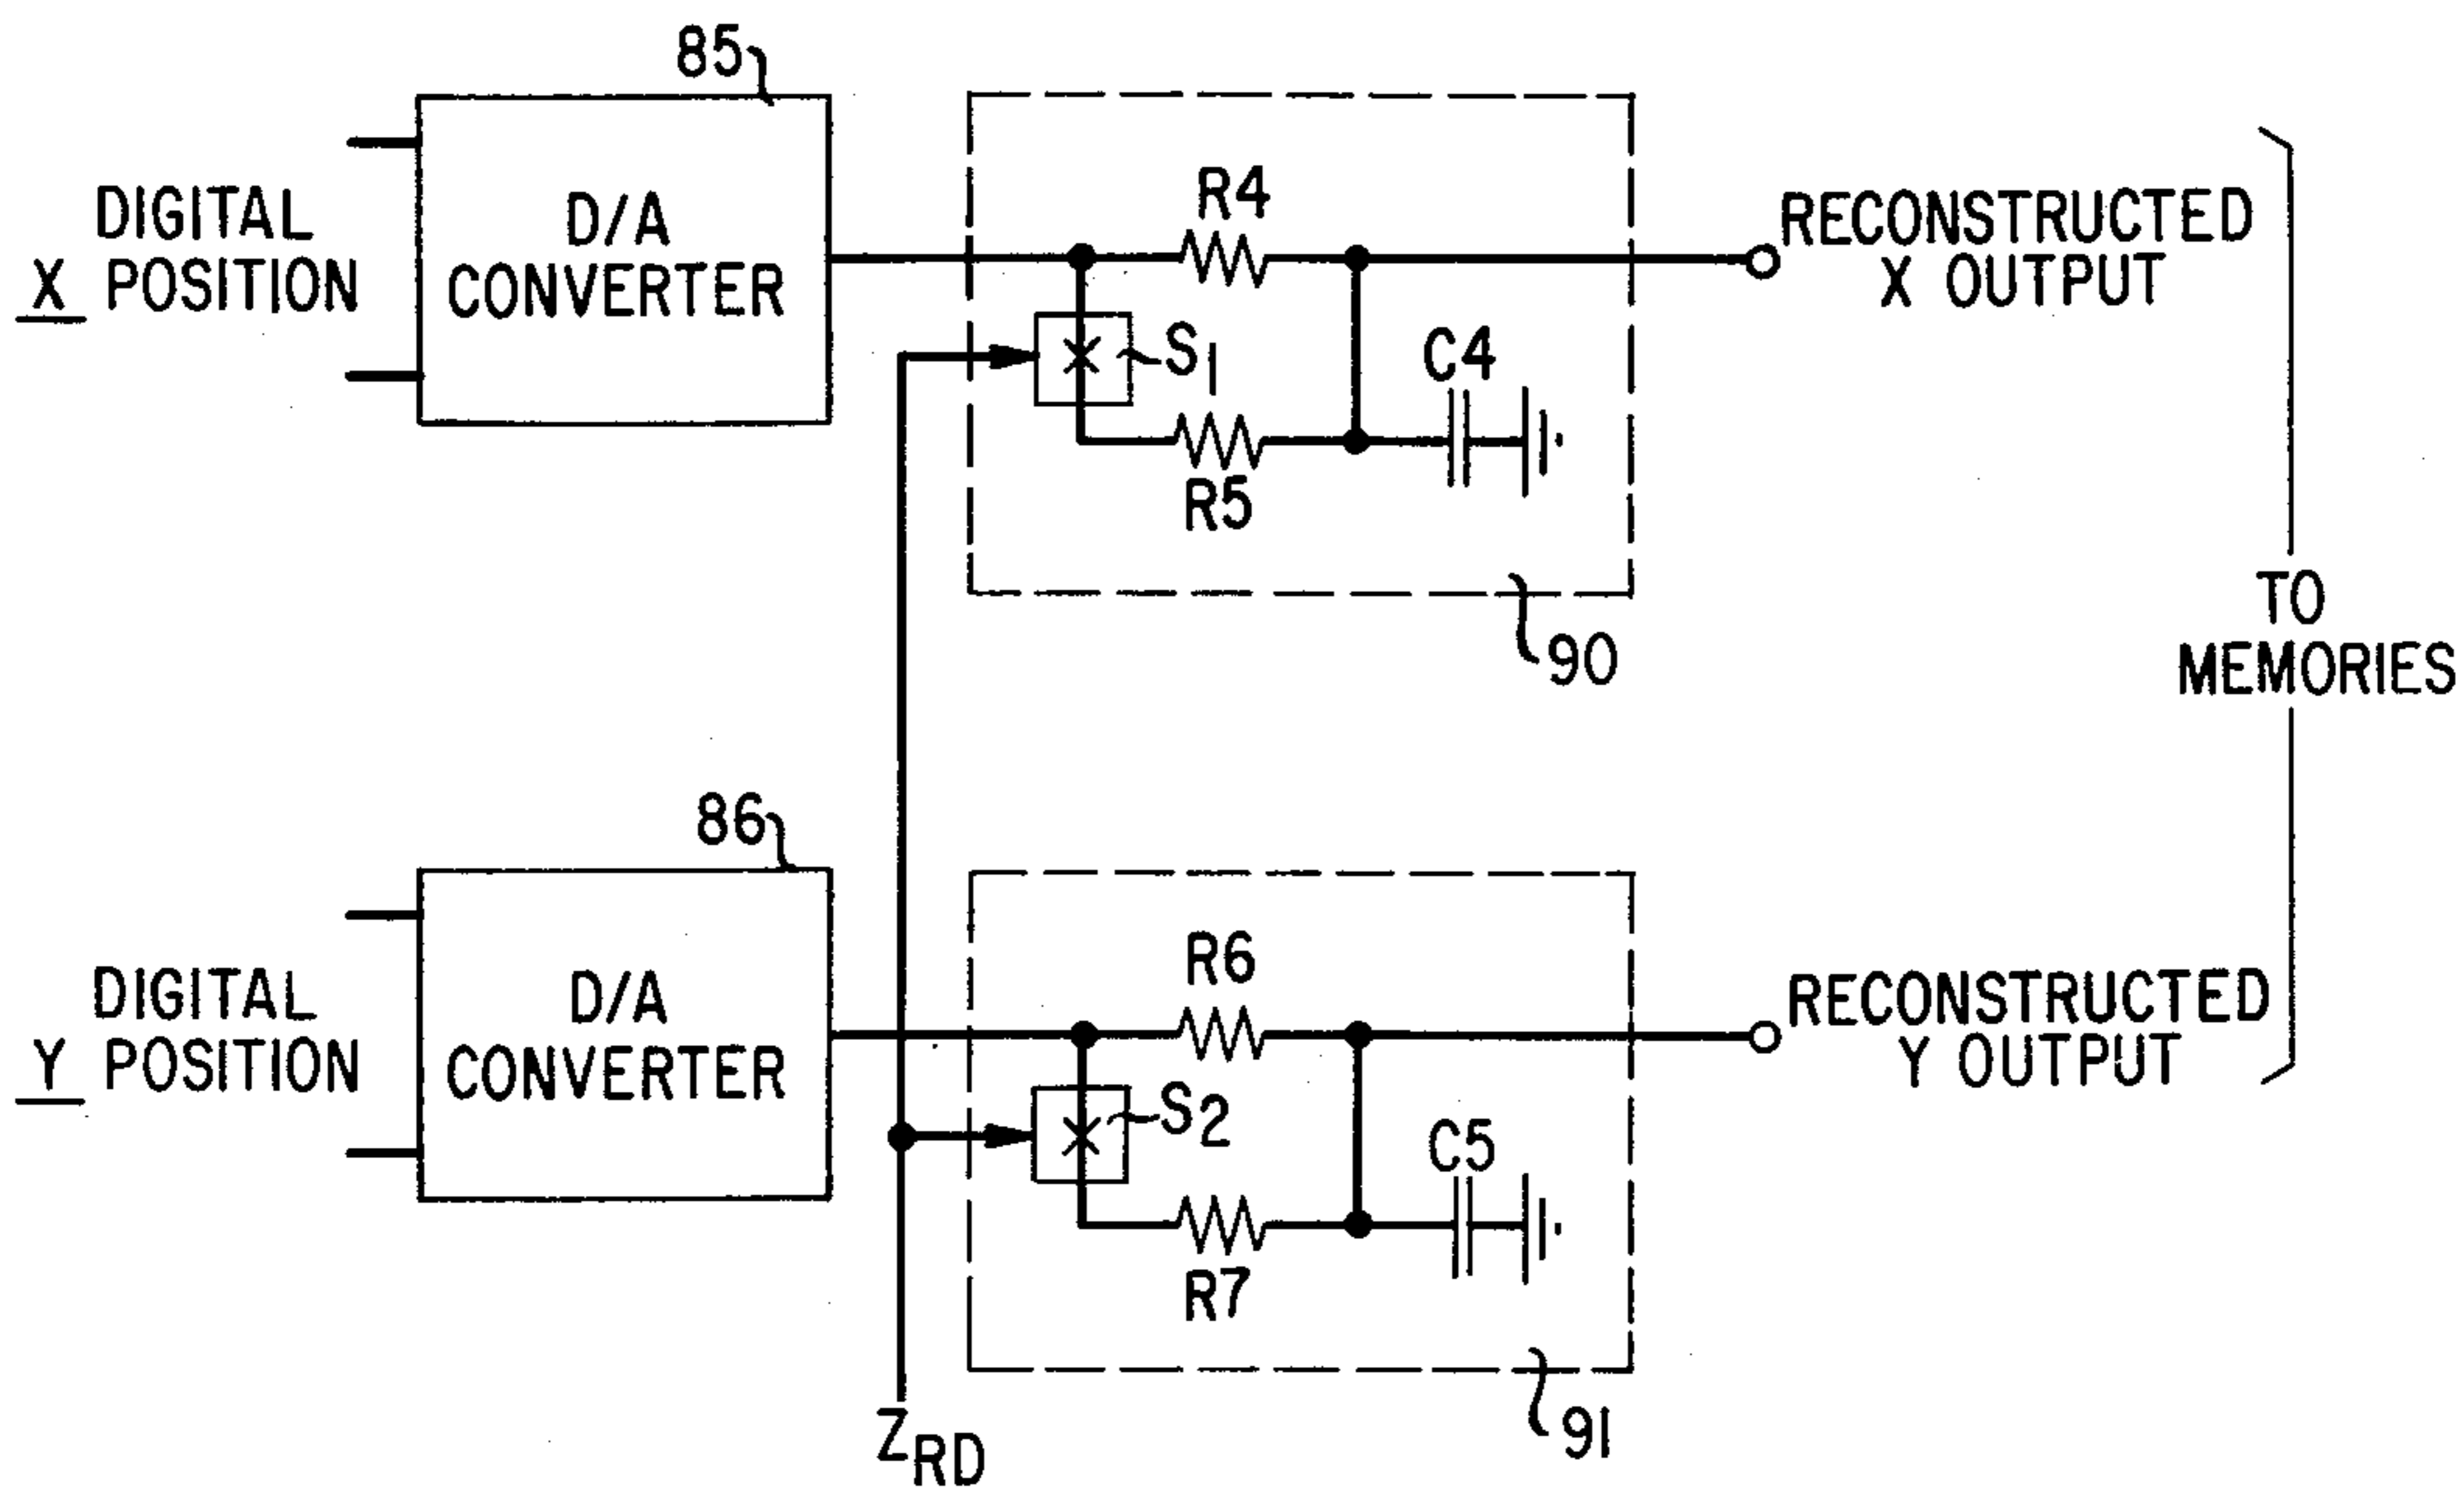 85
DIGITAL
X POSITION
D/A
CONVERTER
R4
S1
C4
R5
90
RECONSTRUCTED
X OUTPUT
TO
MEMORIES
86
DIGITAL
Y POSITION
D/A
CONVERTER
R6
S2
C5
R7
91
RECONSTRUCTED
Y OUTPUT
ZRD